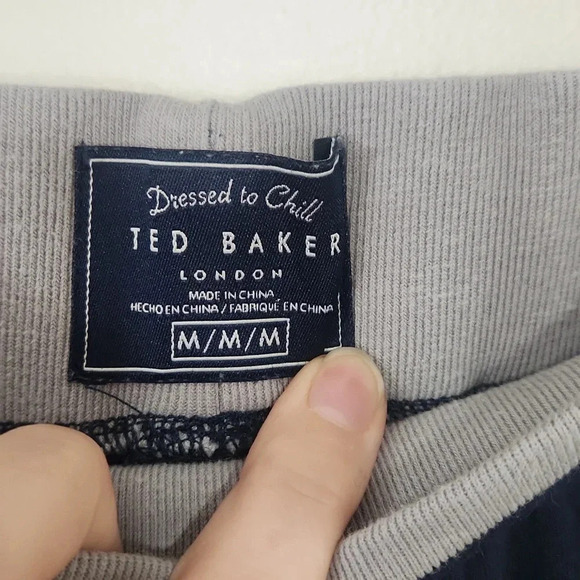 Dressed to Chill
TED BAKER
LONDON
MADE IN CHINA
HECHO EN CHINA / FABRIQUÉ EN CHINA
M/M/M